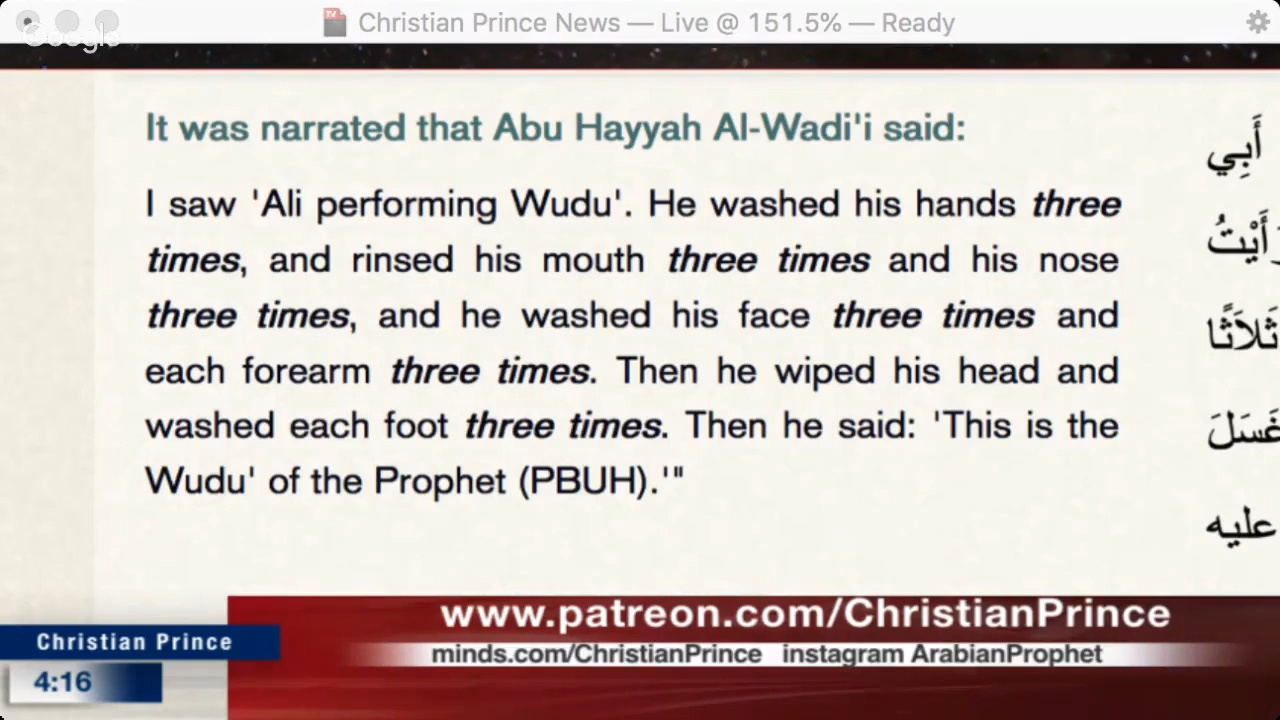 Christian Prince News — Live @ 151.5% — Ready
Google
It was narrated that Abu Hayyah Al-Wadi'i said:
I saw 'Ali performing Wudu'. He washed his hands three
times, and rinsed his mouth three times and his nose
three times, and he washed his face three times and
each forearm three times. Then he wiped his head and
washed each foot three times. Then he said: 'This is the
Wudu' of the Prophet (PBUH).'"
أَبِي
ثَلاَثًا
عليه
www.patreon.com/ChristianPrince
minds.com/ChristianPrince instagram ArabianProphet
Christian Prince
4:16